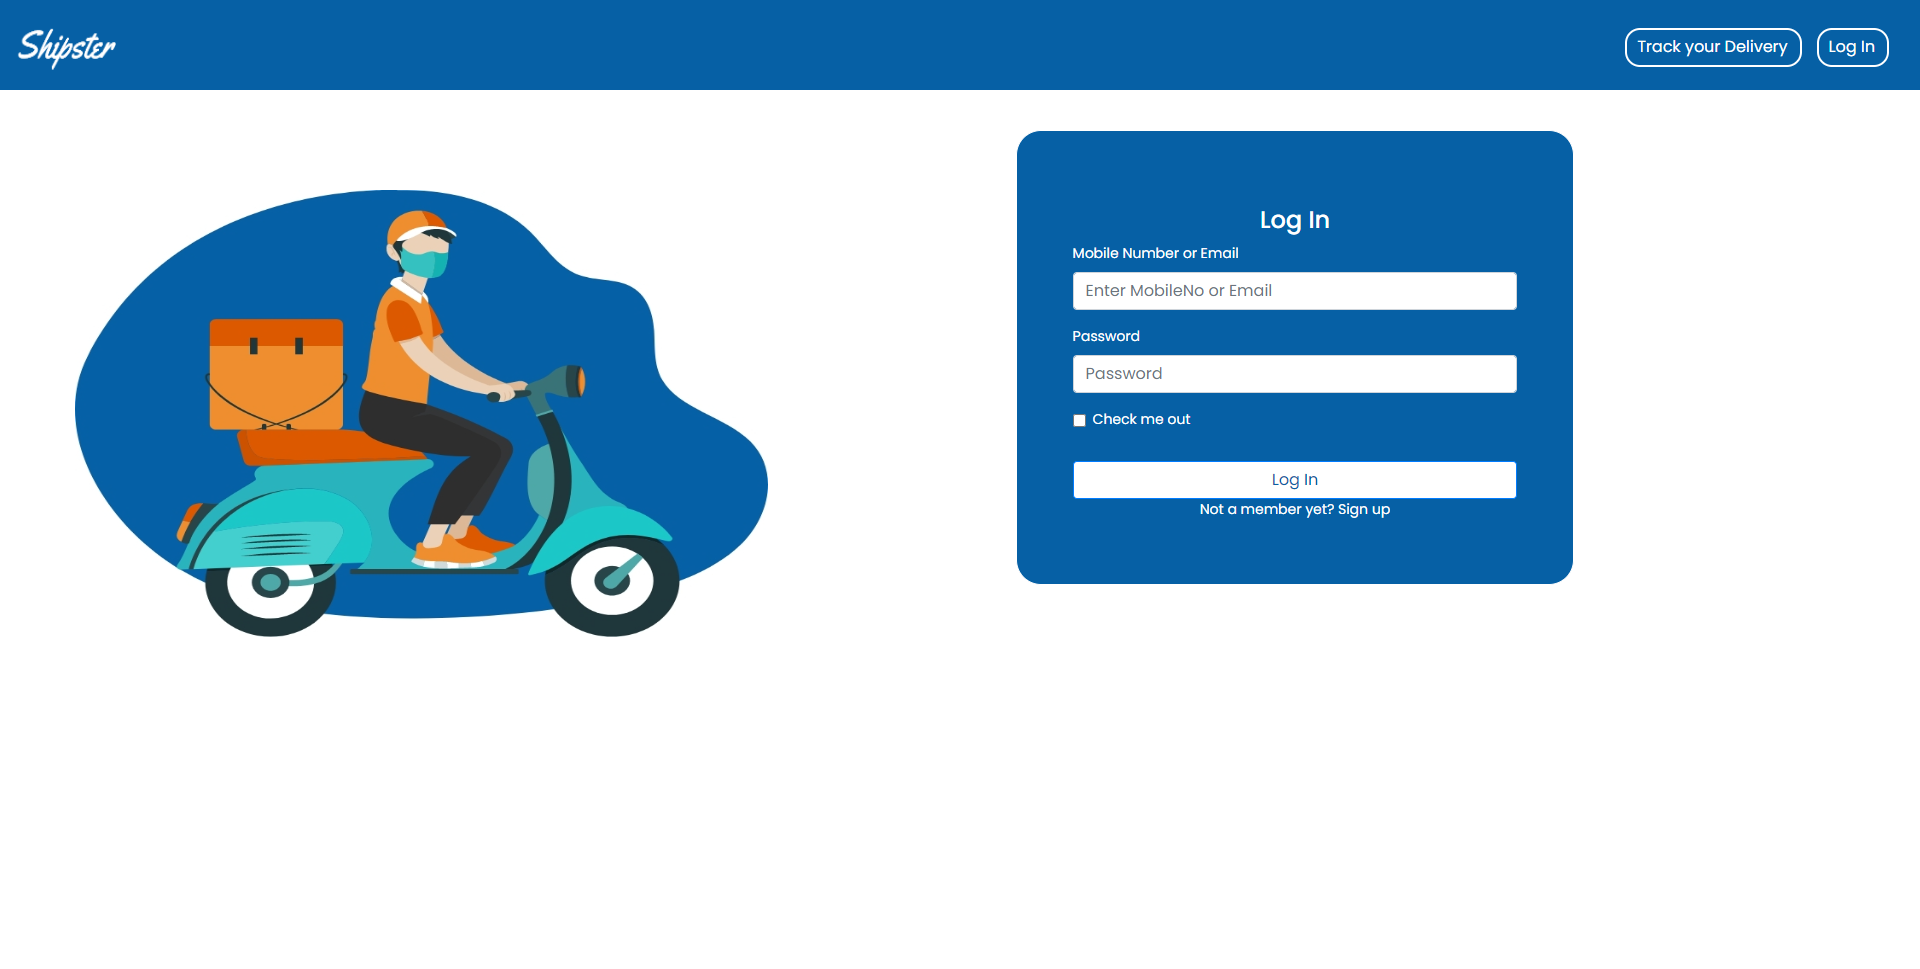 Shipster
Track your Delivery
Log In
Log In
Mobile Number or Email
Enter MobileNo or Email
Password
Password
Check me out
Log In
Not a member yet? Sign up